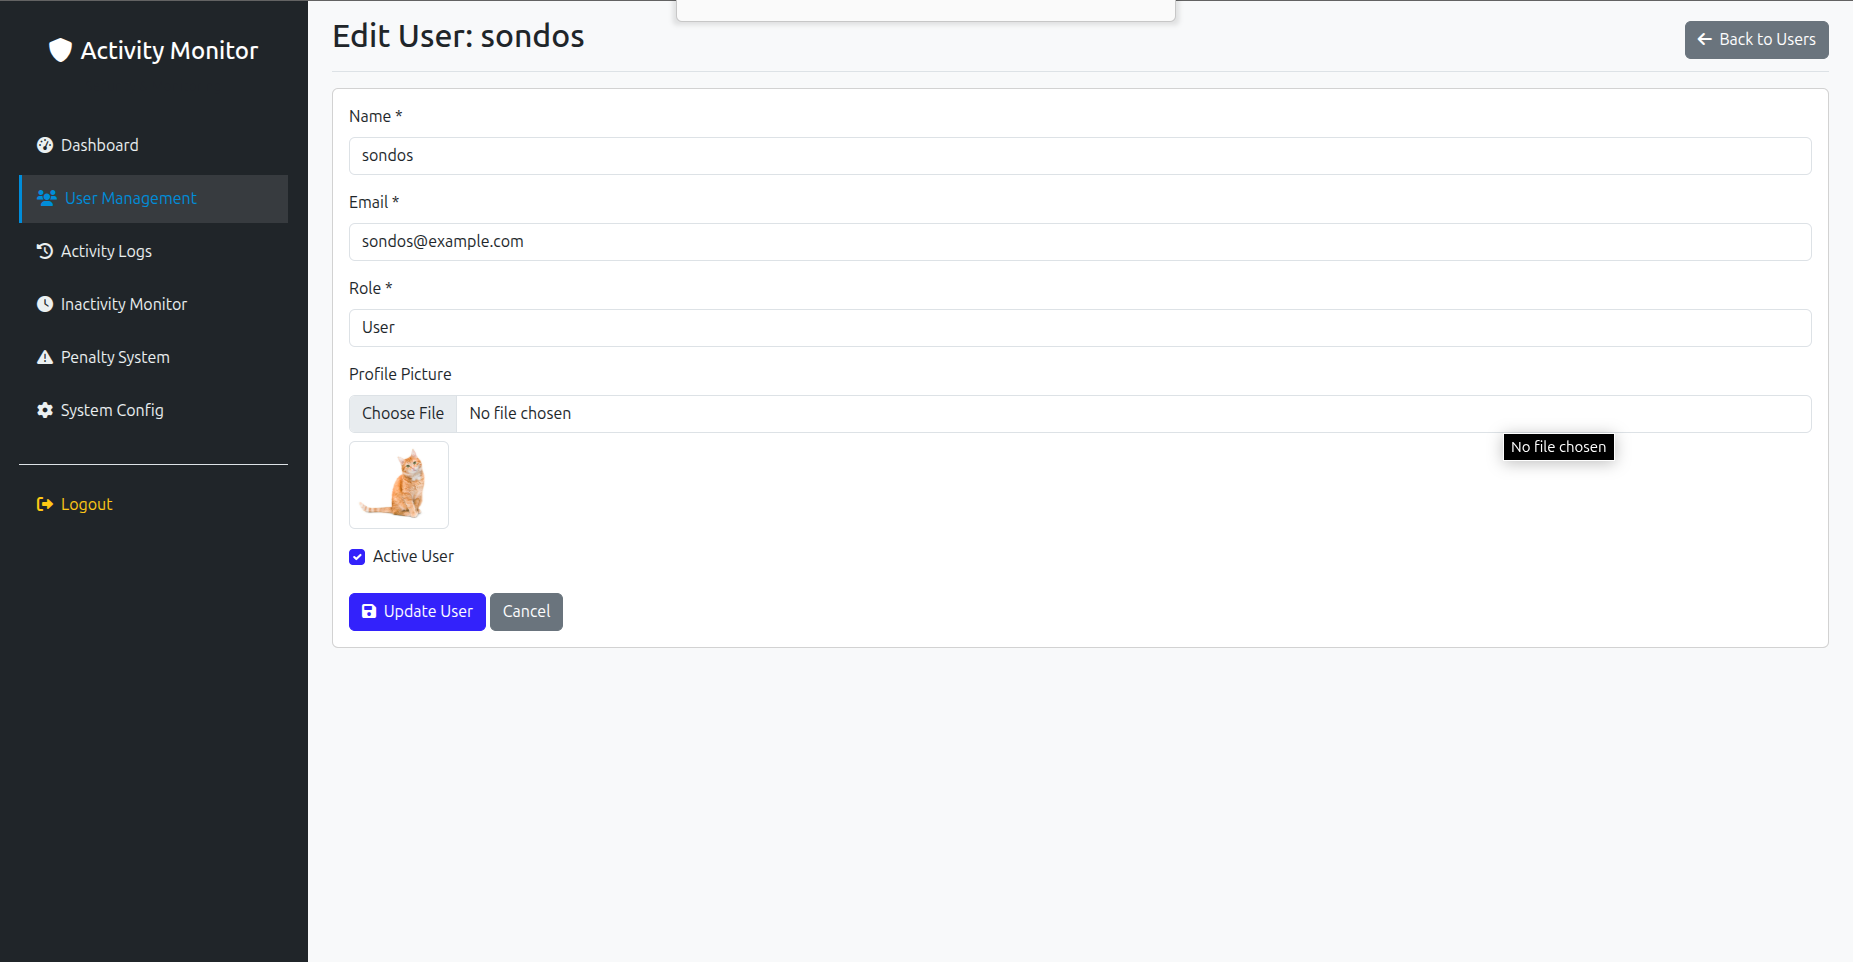 Activity Monitor
Dashboard
User Management
Activity Logs
Inactivity Monitor
Penalty System
System Config
Logout
Edit User: sondos
Back to Users
Name *
sondos
Email *
sondos@example.com
Role *
User
Profile Picture
Choose File No file chosen
No file chosen
Active User
Update User
Cancel